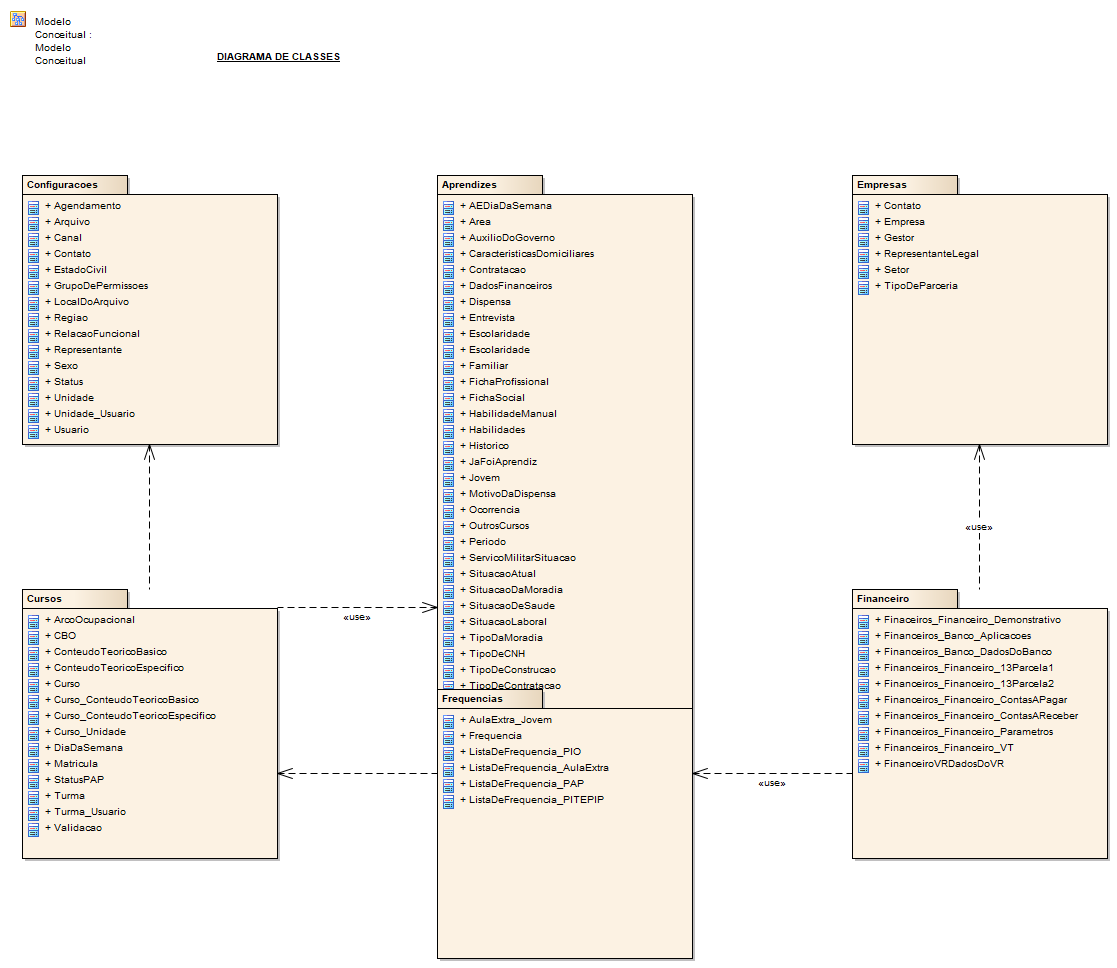 Modelo
Conceitual :
Modelo
Conceitual
DIAGRAMA DE CLASSES
Configuracoes
+ Agendamento
+ Arquivo
+ Canal
+ Contato
+ EstadoCivil
+ GrupoDePermissoes
+ LocalDoArquivo
+ Regiao
+ RelacaoFuncional
+ Representante
+ Sexo
+ Status
+ Unidade
+ Unidade_Usuario
+ Usuario
Aprendizes
+ AEDiaDaSemana
+ Area
+ AuxilioDoGoverno
+ CaracteristicasDomiciliares
+ Contratacao
+ DadosFinanceiros
+ Dispensa
+ Entrevista
+ Escolaridade
+ Escolaridade
+ Familiar
+ FichaProfissional
+ FichaSocial
+ HabilidadeManual
+ Habilidades
+ Historico
+ JaFoiAprendiz
+ Jovem
+ MotivoDaDispensa
+ Ocorrencia
+ OutrosCursos
+ Periodo
+ ServicoMilitarSituacao
+ SituacaoAtual
+ SituacaoDaMoradia
+ SituacaoDeSaude
+ SituacaoLaboral
+ TipoDaMoradia
+ TipoDeCNH
+ TipoDeConstrucao
+ TipoDeContratacao
Empresas
+ Contato
+ Empresa
+ Gestor
+ RepresentanteLegal
+ Setor
+ TipoDeParceria
«use»
Cursos
+ ArcoOcupacional
+ CBO
+ ConteudoTeoricoBasico
+ ConteudoTeoricoEspecifico
+ Curso
+ Curso_ConteudoTeoricoBasico
+ Curso_ConteudoTeoricoEspecifico
+ Curso_Unidade
+ DiaDaSemana
+ Matricula
+ StatusPAP
+ Turma
+ Turma_Usuario
+ Validacao
«use»
Frequencias
+ AulaExtra_Jovem
+ Frequencia
+ ListaDeFrequencia_PIO
+ ListaDeFrequencia_AulaExtra
+ ListaDeFrequencia_PAP
+ ListaDeFrequencia_PITEPIP
«use»
Financeiro
+ Finaceiros_Financeiro_Demonstrativo
+ Financeiros_Banco_Aplicacoes
+ Financeiros_Banco_DadosDoBanco
+ Financeiros_Financeiro_13Parcela1
+ Financeiros_Financeiro_13Parcela2
+ Financeiros_Financeiro_ContasAPagar
+ Financeiros_Financeiro_ContasAReceber
+ Financeiros_Financeiro_Parametros
+ Financeiros_Financeiro_VT
+ FinanceiroVRDadosDoVR